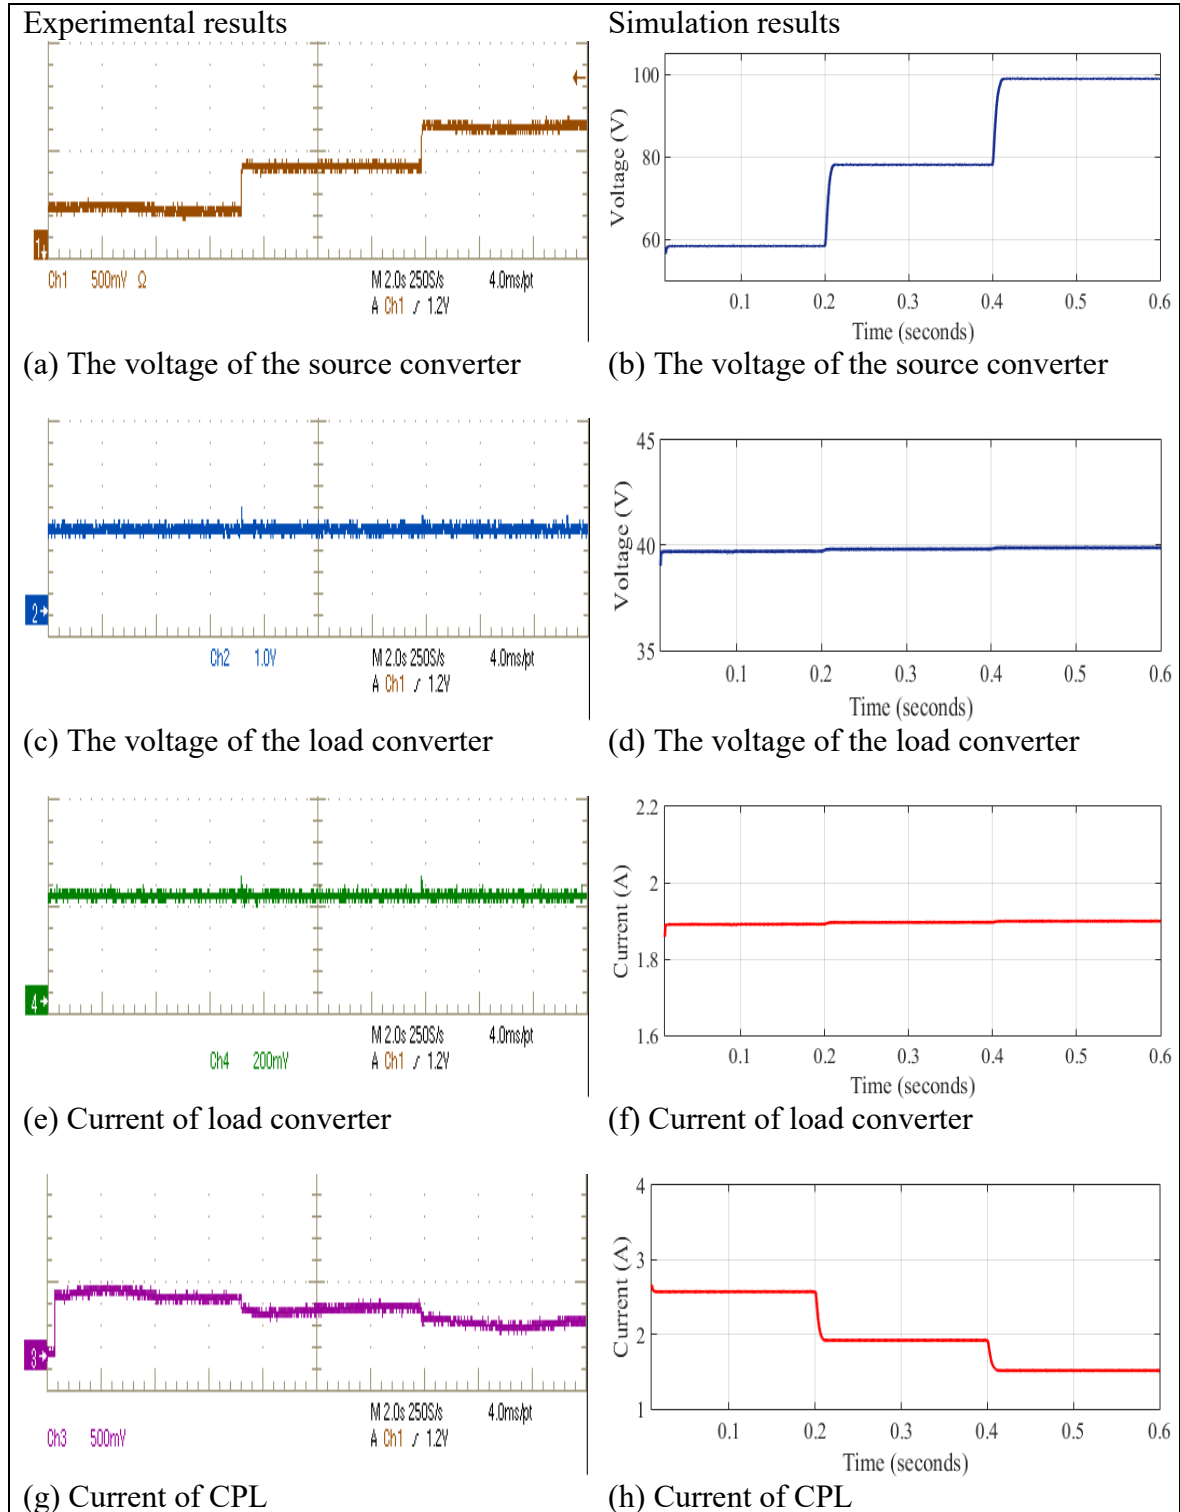 Experimental results
Simulation results
1
Ch1 500mV Ω
M 2.0s 250S/s 4.0ms/pt
A Ch1 ∫ 1.2V
100
80
60
Voltage (V)
0.1 0.2 0.3 0.4 0.5 0.6
Time (seconds)
(a) The voltage of the source converter
(b) The voltage of the source converter
2
Ch2 1.0V
M 2.0s 250S/s 4.0ms/pt
A Ch1 ∫ 1.2V
45
40
35
Voltage (V)
0.1 0.2 0.3 0.4 0.5 0.6
Time (seconds)
(c) The voltage of the load converter
(d) The voltage of the load converter
4
Ch4 200mV
M 2.0s 250S/s 4.0ms/pt
A Ch1 ∫ 1.2V
2.2
2
1.8
1.6
Current (A)
0.1 0.2 0.3 0.4 0.5 0.6
Time (seconds)
(e) Current of load converter
(f) Current of load converter
3
Ch3 500mV
M 2.0s 250S/s 4.0ms/pt
A Ch1 ∫ 1.2V
4
3
2
1
Current (A)
0.1 0.2 0.3 0.4 0.5 0.6
Time (seconds)
(g) Current of CPL
(h) Current of CPL